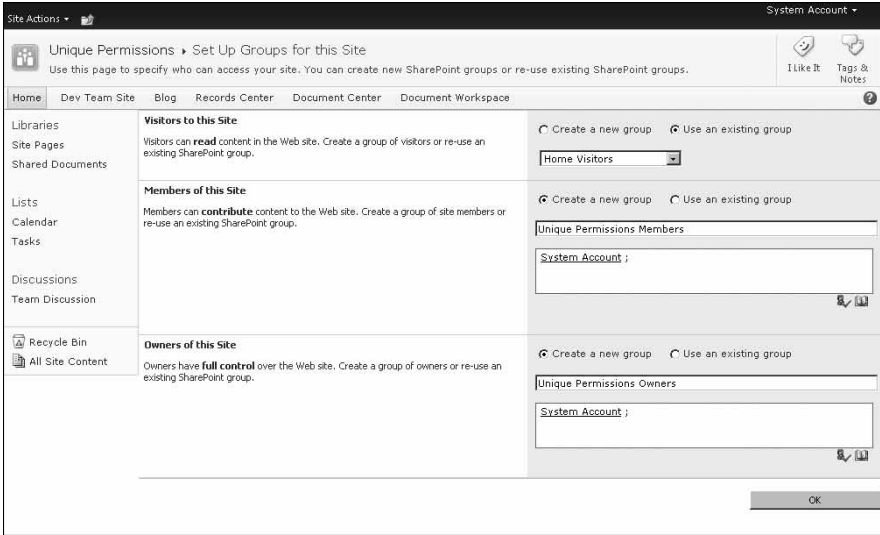 Site Actions
System Account
Unique Permissions ▸ Set Up Groups for this Site
Use this page to specify who can access your site. You can create new SharePoint groups or re-use existing SharePoint groups.
I Like It
Tags &
Notes
Home Dev Team Site Blog Records Center Document Center Document Workspace
Libraries
Site Pages
Shared Documents
Lists
Calendar
Tasks
Discussions
Team Discussion
Recycle Bin
All Site Content
Visitors to this Site
Visitors can read content in the Web site. Create a group of visitors or re-use an
existing SharePoint group.
Create a new group Use an existing group
Home Visitors
Members of this Site
Members can contribute content to the Web site. Create a group of site members or
re-use an existing SharePoint group.
Create a new group Use an existing group
Unique Permissions Members
System Account ;
Owners of this Site
Owners have full control over the Web site. Create a group of owners or re-use an
existing SharePoint group.
Create a new group Use an existing group
Unique Permissions Owners
System Account ;
OK